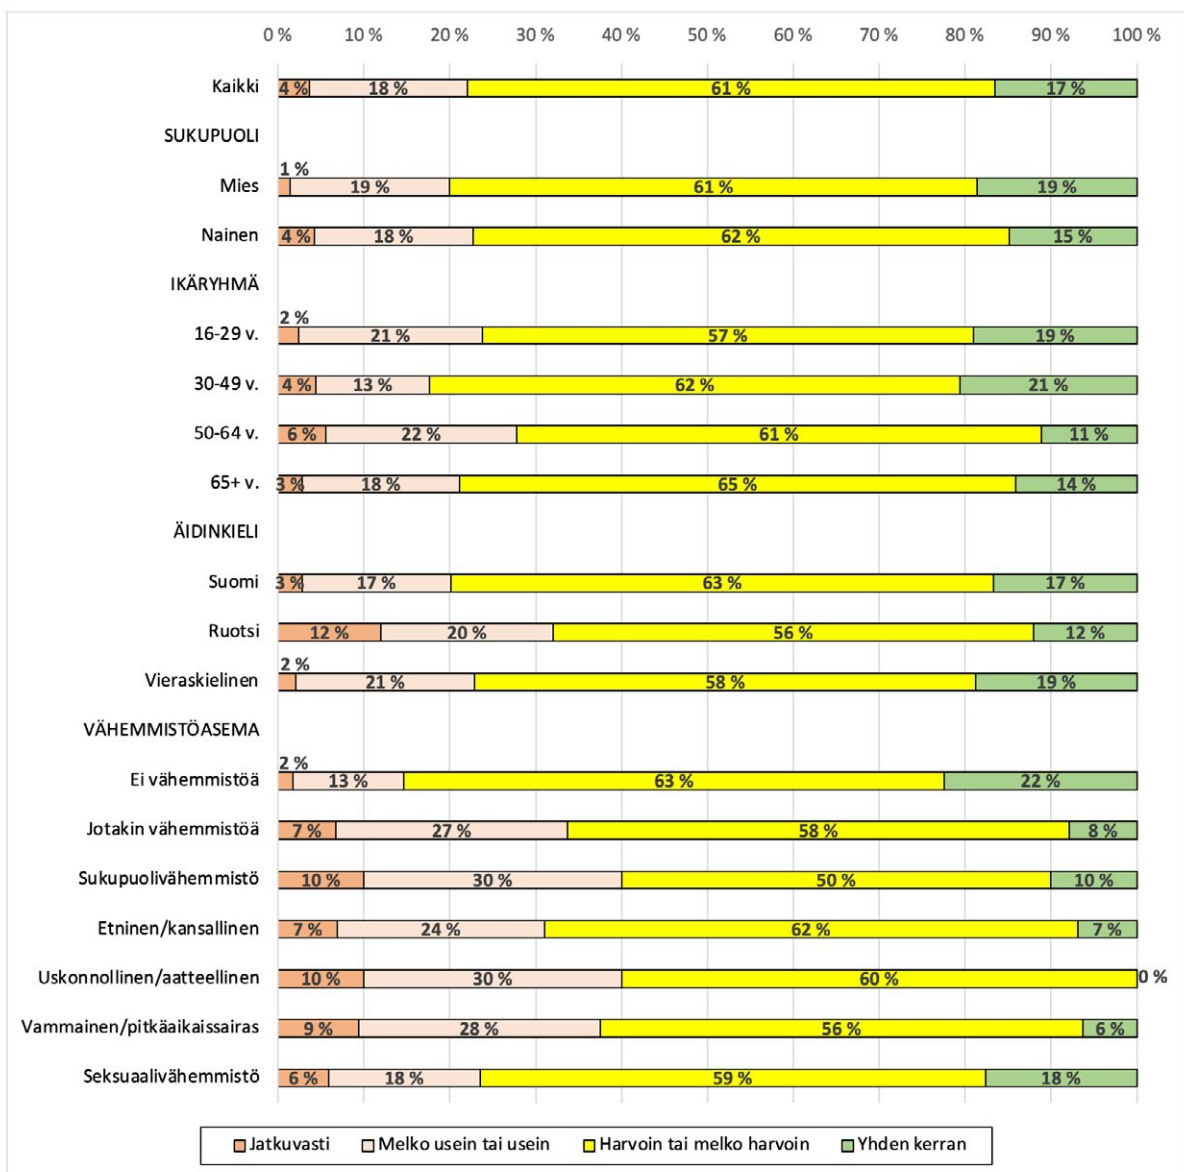 0 % 10 % 20 % 30 % 40 % 50 % 60 % 70 % 80 % 90 % 100 %
Kaikki 4 % 18 % 61 % 17 %
SUKUPUOLI
1 %
Mies 19 % 61 % 19 %
Nainen 4 % 18 % 62 % 15 %
IKÄRYHMÄ
2 %
16-29 v. 21 % 57 % 19 %
30-49 v. 4 % 13 % 62 % 21 %
50-64 v. 6 % 22 % 61 % 11 %
65+ v. 3 % 18 % 65 % 14 %
ÄIDINKIELI
Suomi 3 % 17 % 63 % 17 %
Ruotsi 12 % 20 % 56 % 12 %
2 %
Vieraskielinen 21 % 58 % 19 %
VÄHEMMISTÖASEMA
2 %
Ei vähemmistöä 13 % 63 % 22 %
Jotakin vähemmistöä 7 % 27 % 58 % 8 %
Sukupuolivähemmistö 10 % 30 % 50 % 10 %
Etninen/kansallinen 7 % 24 % 62 % 7 %
Uskonnollinen/aatteellinen 10 % 30 % 60 % 0 %
Vammainen/pitkäaikaissairas 9 % 28 % 56 % 6 %
Seksuaalivähemmistö 6 % 18 % 59 % 18 %
Jatkuvasti Melko usein tai usein Harvoin tai melko harvoin Yhden kerran